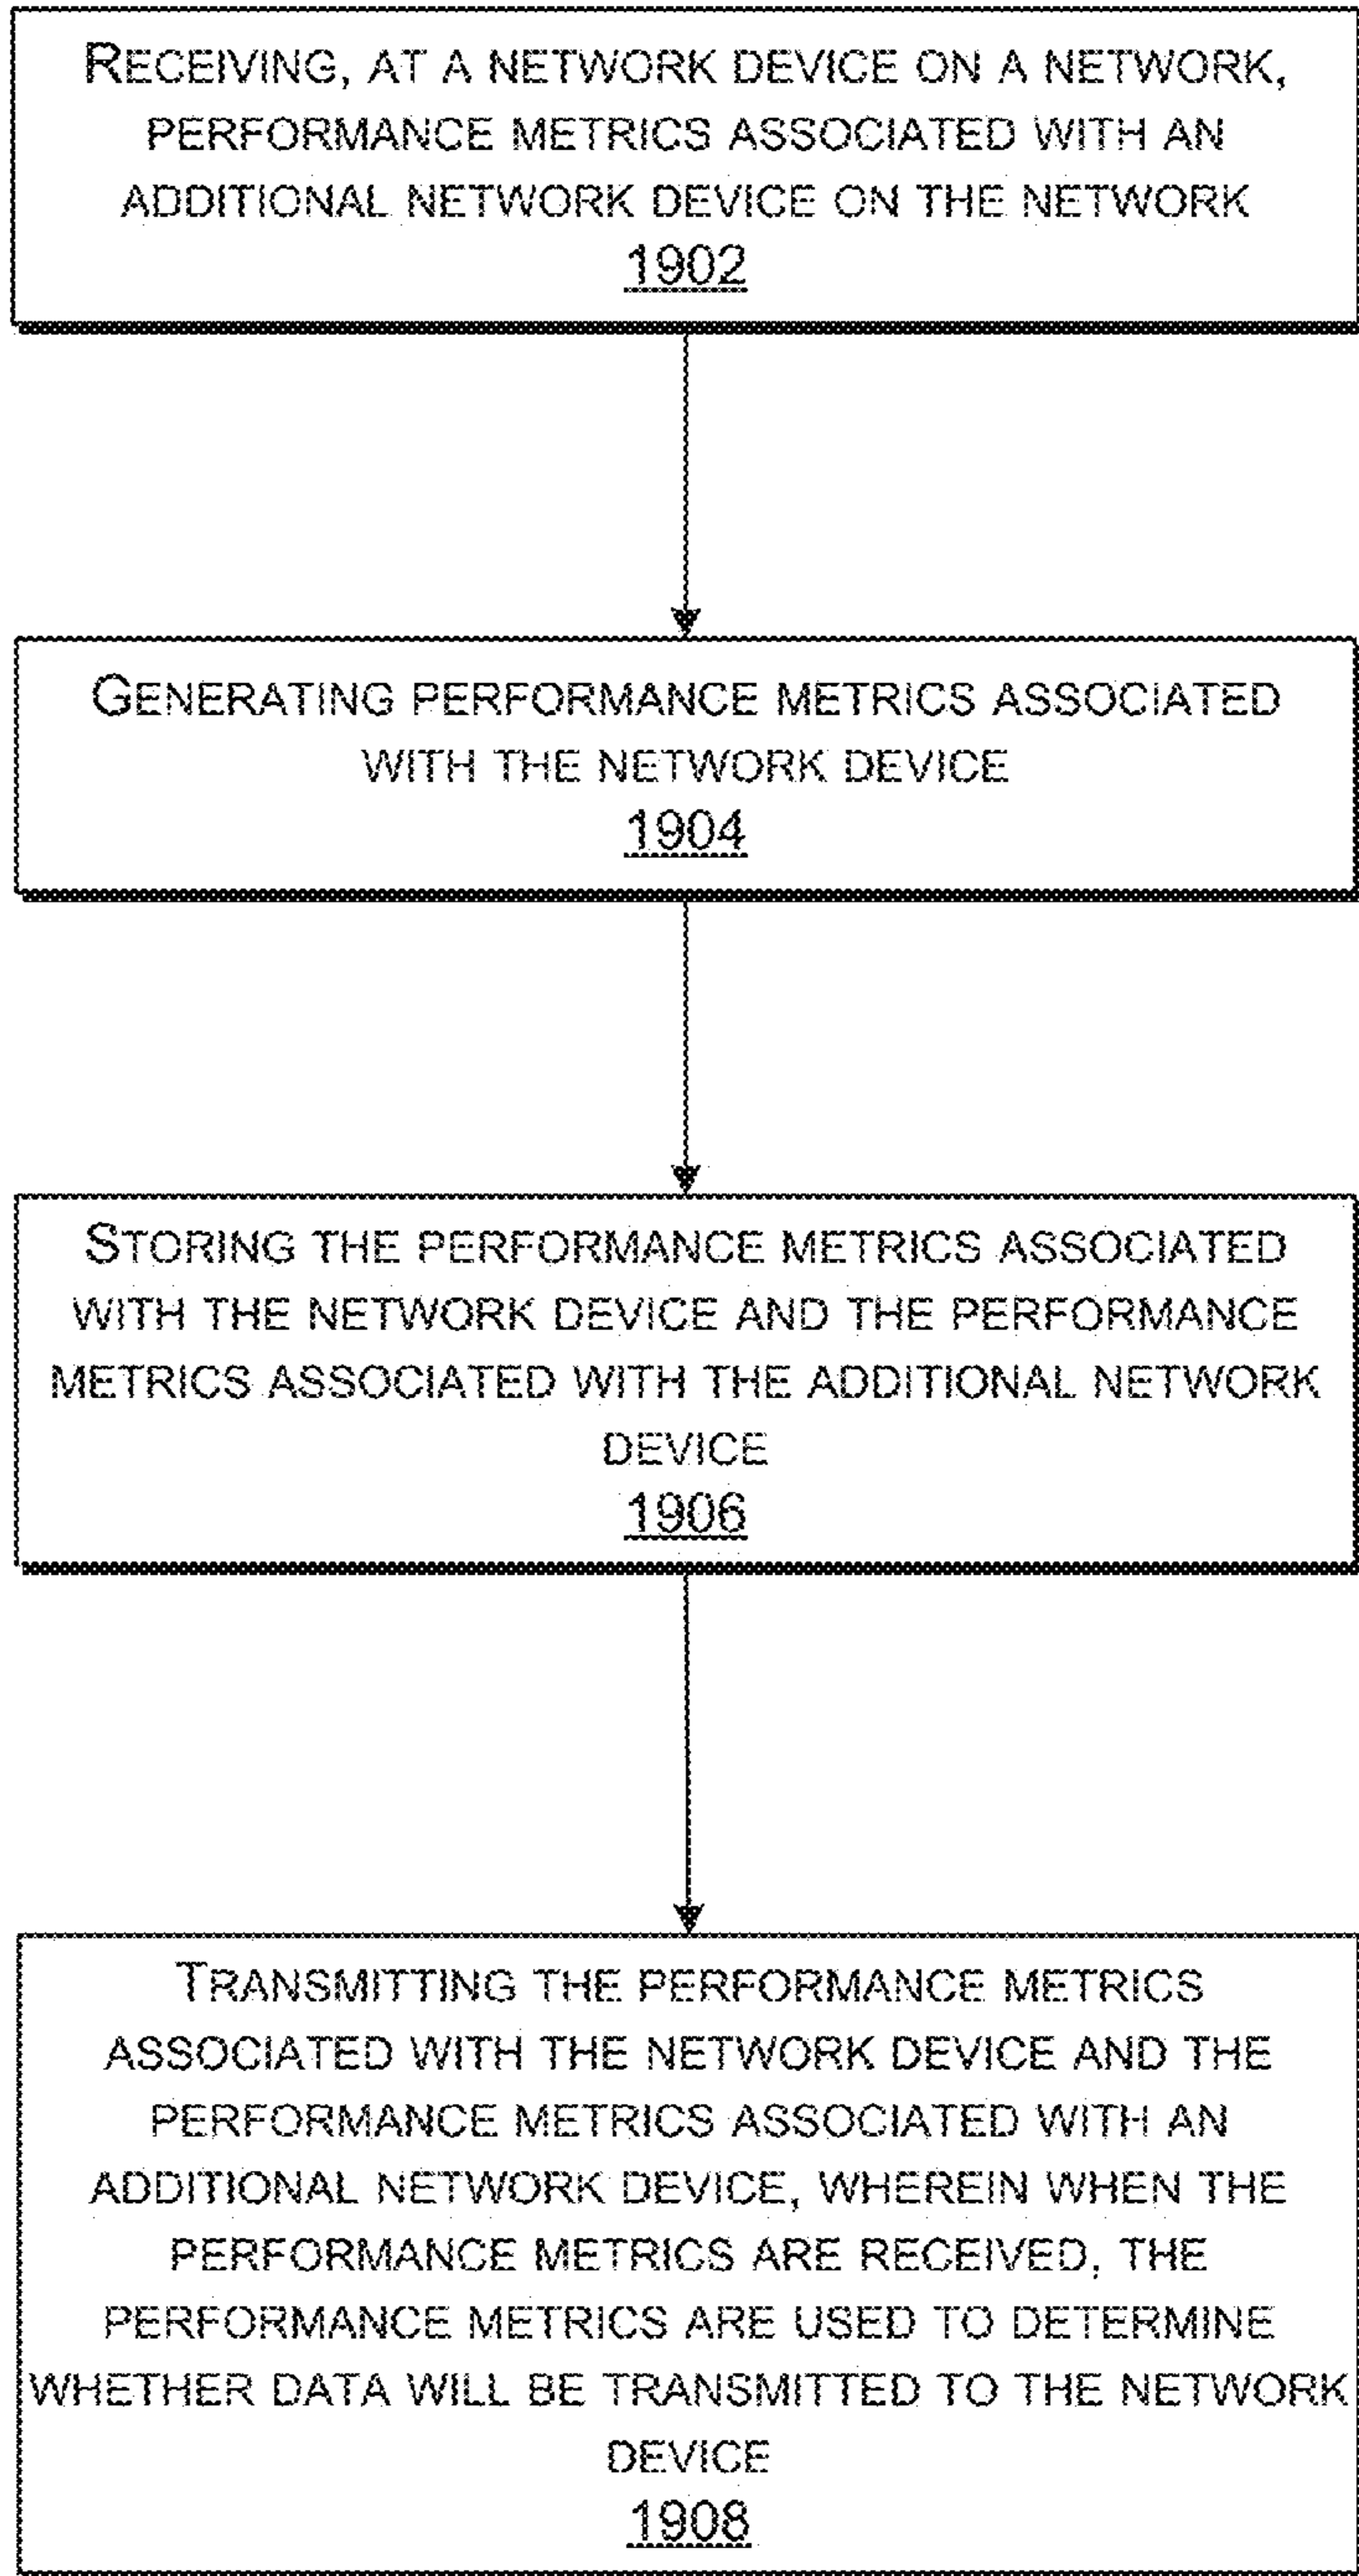 RECEIVING, AT A NETWORK DEVICE ON A NETWORK,
PERFORMANCE METRICS ASSOCIATED WITH AN
ADDITIONAL NETWORK DEVICE ON THE NETWORK
1902
GENERATING PERFORMANCE METRICS ASSOCIATED
WITH THE NETWORK DEVICE
1904
STORING THE PERFORMANCE METRICS ASSOCIATED
WITH THE NETWORK DEVICE AND THE PERFORMANCE
METRICS ASSOCIATED WITH THE ADDITIONAL NETWORK
DEVICE
1906
TRANSMITTING THE PERFORMANCE METRICS
ASSOCIATED WITH THE NETWORK DEVICE AND THE
PERFORMANCE METRICS ASSOCIATED WITH AN
ADDITIONAL NETWORK DEVICE, WHEREIN WHEN THE
PERFORMANCE METRICS ARE RECEIVED, THE
PERFORMANCE METRICS ARE USED TO DETERMINE
WHETHER DATA WILL BE TRANSMITTED TO THE NETWORK
DEVICE
1908